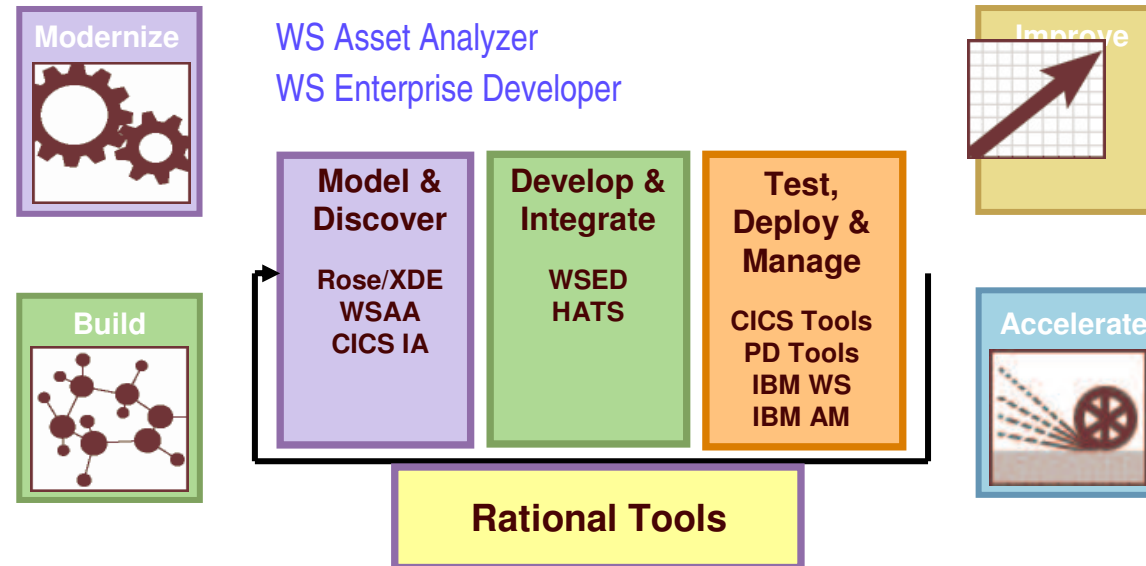 Modernize
WS Asset Analyzer
WS Enterprise Developer
Improve
Model &
Discover
Rose/XDE
WSAA
CICS IA
Develop &
Integrate
WSED
HATS
Test,
Deploy &
Manage
CICS Tools
PD Tools
IBM WS
IBM AM
Build
Accelerate
Rational Tools